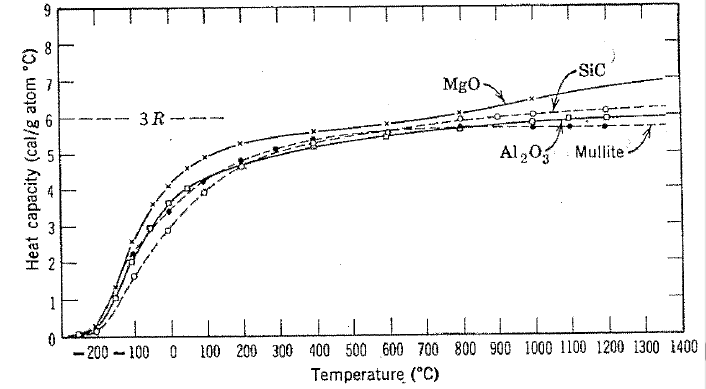 9
8
7
6
5
4
3
2
1
0
Heat capacity (cal/g atom °C)
3R
MgO
SiC
Al₂O₃
Mullite
-200 -100 0 100 200 300 400 500 600 700 800 900 1000 1100 1200 1300 1400
Temperature (°C)